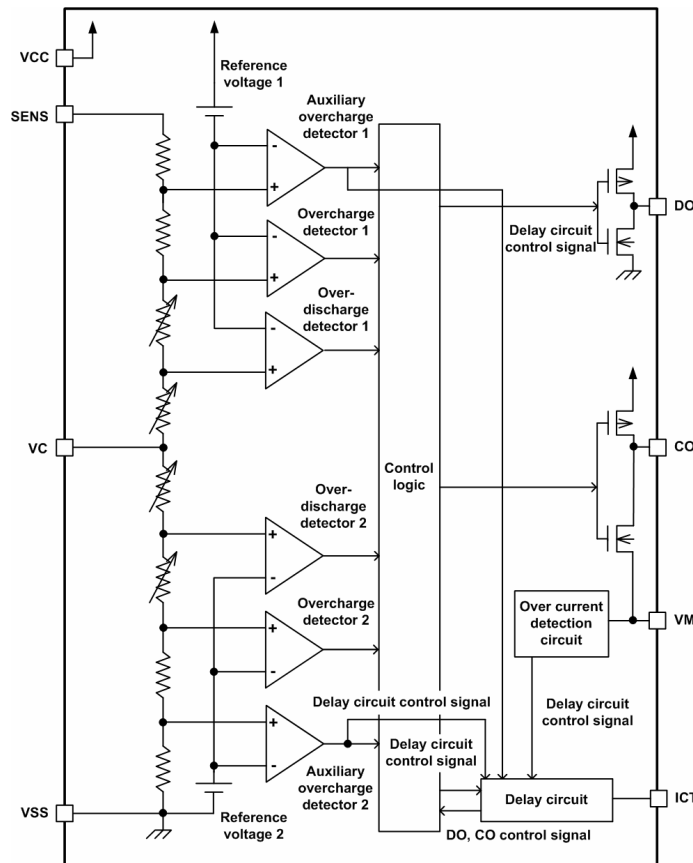 VCC
Reference
voltage 1
SENS
Auxiliary
overcharge
detector 1
-
+
DO
Overcharge
detector 1
-
+
Delay circuit
control signal
Over-
discharge
detector 1
-
+
VC
CO
Control
logic
Over-
discharge
detector 2
+
-
Overcharge
detector 2
+
-
Over current
detection
circuit
VM
Delay circuit control signal
Delay circuit
control signal
+
-
Delay circuit
control signal
Auxiliary
overcharge
detector 2
Delay circuit
ICT
VSS
Reference
voltage 2
DO, CO control signal